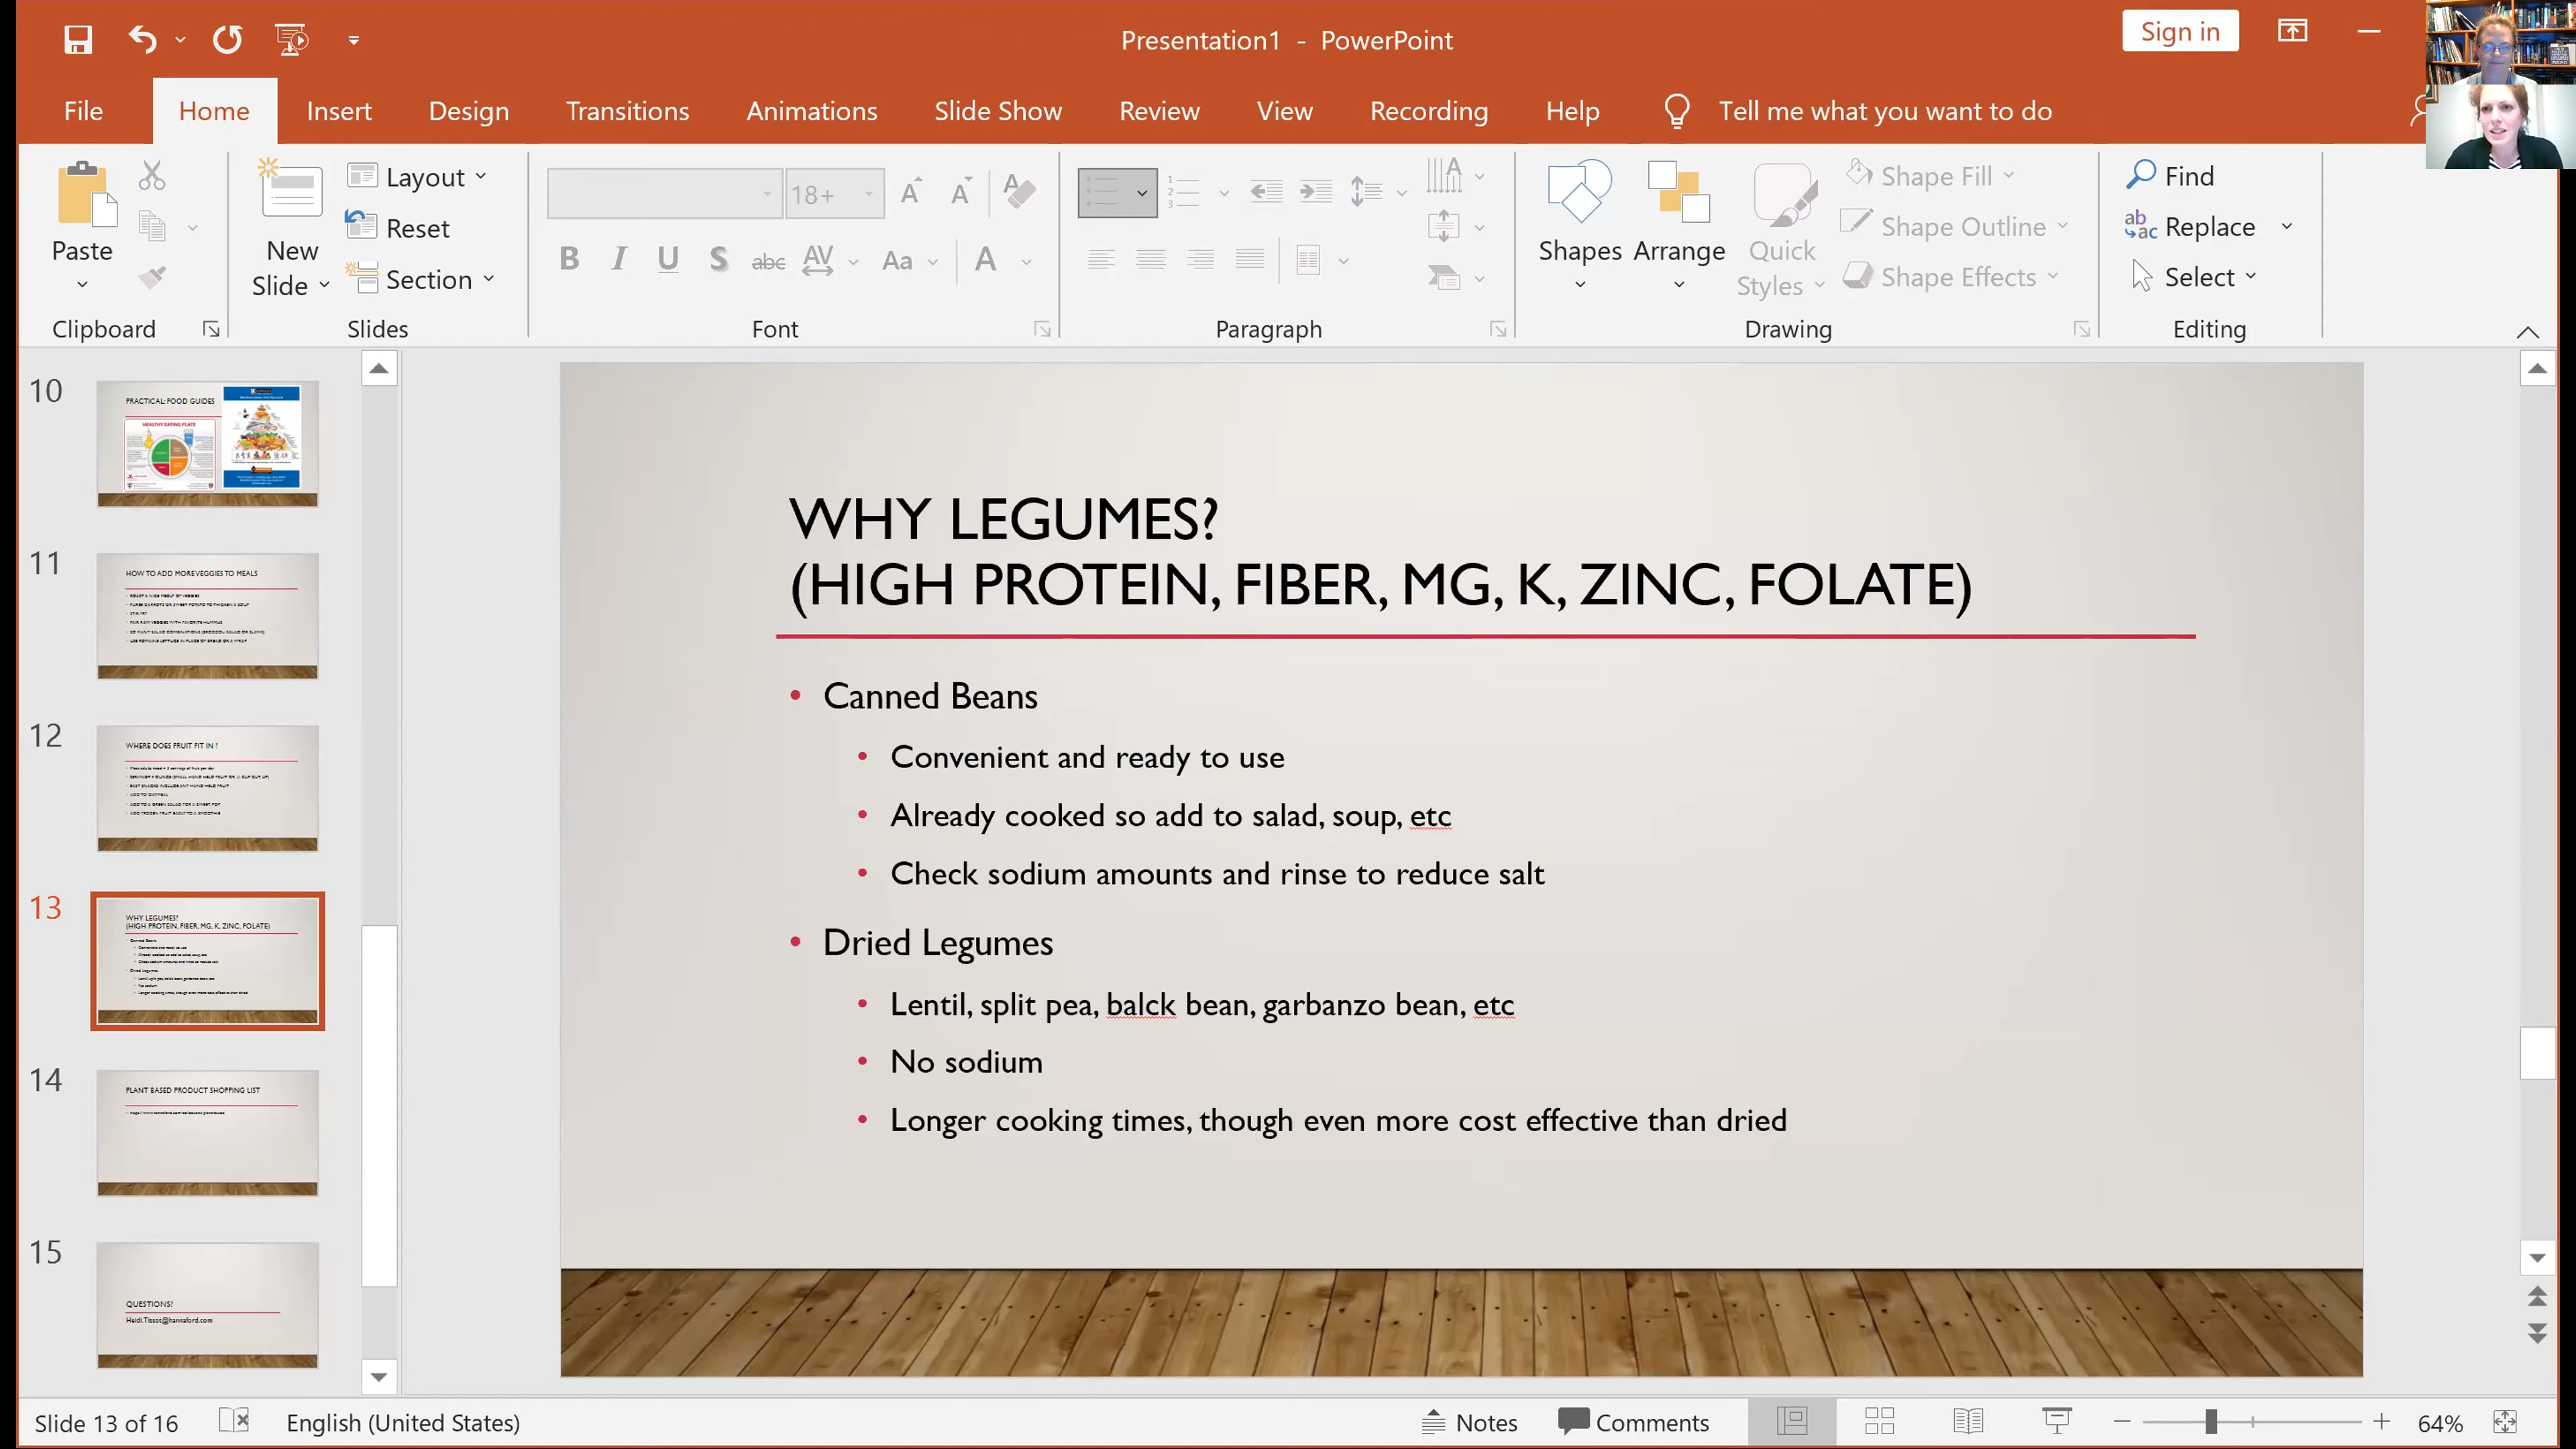 Presentation1 - PowerPoint
Sign in
File Home Insert Design Transitions Animations Slide Show Review View Recording Help Tell me what you want to do
Paste
New Slide
Layout
Reset
Section
18+
B I U S abc AV Aa A
Shapes
Arrange
Quick Styles
Shape Fill
Shape Outline
Shape Effects
Find
Replace
Select
Clipboard Slides Font Paragraph Drawing Editing
10
PRACTICAL: FOOD GUIDES
HEALTHY EATING PLATE
11
HOW TO ADD MORE VEGGIES TO MEALS
12
WHERE DOES FRUIT FIT IN ?
13
WHY LEGUMES?
(HIGH PROTEIN, FIBER, MG, K, ZINC, FOLATE)
14
PLANT BASED PRODUCT SHOPPING LIST
15
QUESTIONS?
Heidi.Tissot@hannaford.com
WHY LEGUMES?
(HIGH PROTEIN, FIBER, MG, K, ZINC, FOLATE)
• Canned Beans
• Convenient and ready to use
• Already cooked so add to salad, soup, etc
• Check sodium amounts and rinse to reduce salt
• Dried Legumes
• Lentil, split pea, balck bean, garbanzo bean, etc
• No sodium
• Longer cooking times, though even more cost effective than dried
Slide 13 of 16 English (United States) Notes Comments 64%